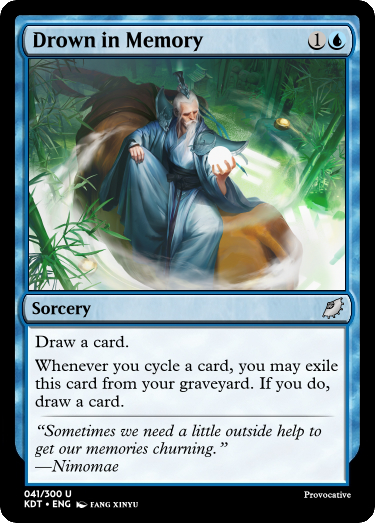 Drown in Memory 1
Sorcery
Draw a card.
Whenever you cycle a card, you may exile
this card from your graveyard. If you do,
draw a card.
“Sometimes we need a little outside help to
get our memories churning.”
—Nimomae
041/300 U
KDT • ENG FANG XINYU
Provocative